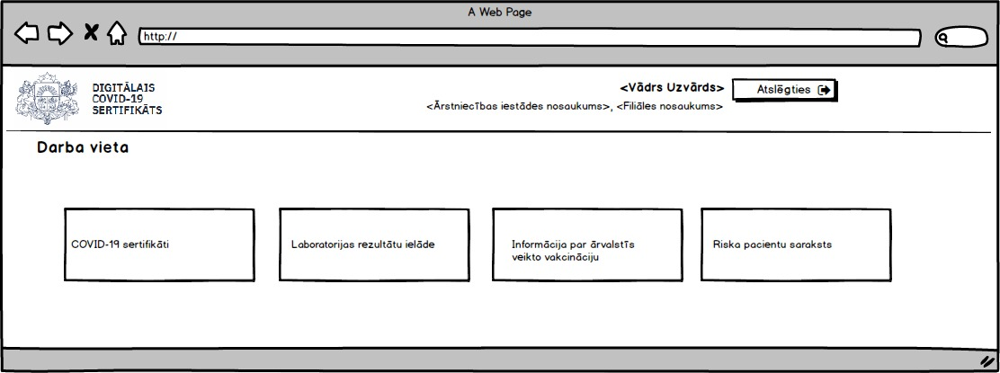 A Web Page
http://
DIGITĀLAIS
COVID-19
SERTIFIKĀTS
<Vādrs Uzvārds>
Atslēgties
<Ārstniecības iestādes nosaukums>, <Filiāles nosaukums>
Darba vieta
COVID-19 sertifikāti
Laboratorijas rezultātu ielāde
Informācija par ārvalstīs
veikto vakcināciju
Riska pacientu saraksts